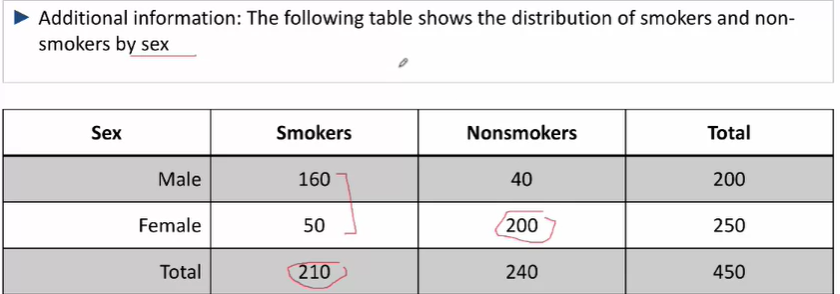 Additional information: The following table shows the distribution of smokers and non-
smokers by sex
Sex Smokers Nonsmokers Total
Male 160 40 200
Female 50 200 250
Total 210 240 450